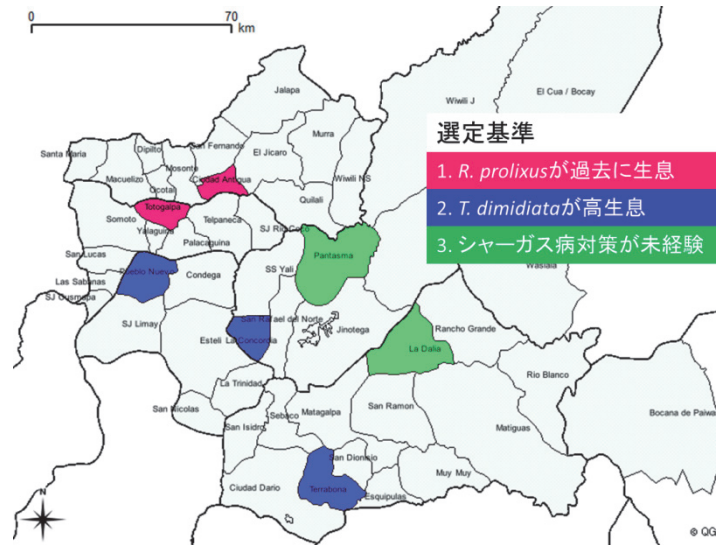 0 70
km
Jalapa
Wiwili J
El Cua / Bocay
選定基準
1. R. prolixusが過去に生息
2. T. dimidiataが高生息
3. シャーガス病対策が未経験
Santa Maria
Dipilto
San Fernando
Murra
El Jicaro
Macuelizo
Mosonte
Ocotal
Ciudad Antigua
Wiwili NS
Quilali
Totogalpa
Somoto
Telpaneca
Yalaguina
Palacaguina
SJ Rio Coco
San Lucas
Pantasma
Waslala
Las Sabanas
Pueblo Nuevo
Condega
SS Yali
SJ Cusmapa
SJ Limay
San Rafael del Norte
Esteli
La Concordia
Jinotega
Rancho Grande
La Dalia
La Trinidad
Rio Blanco
San Nicolas
Sebaco
Matagalpa
San Ramon
Bocana de Paiwa
San Isidro
Matiguas
San Dionisio
Muy Muy
Ciudad Dario
Terrabona
Esquipulas
N
© QG